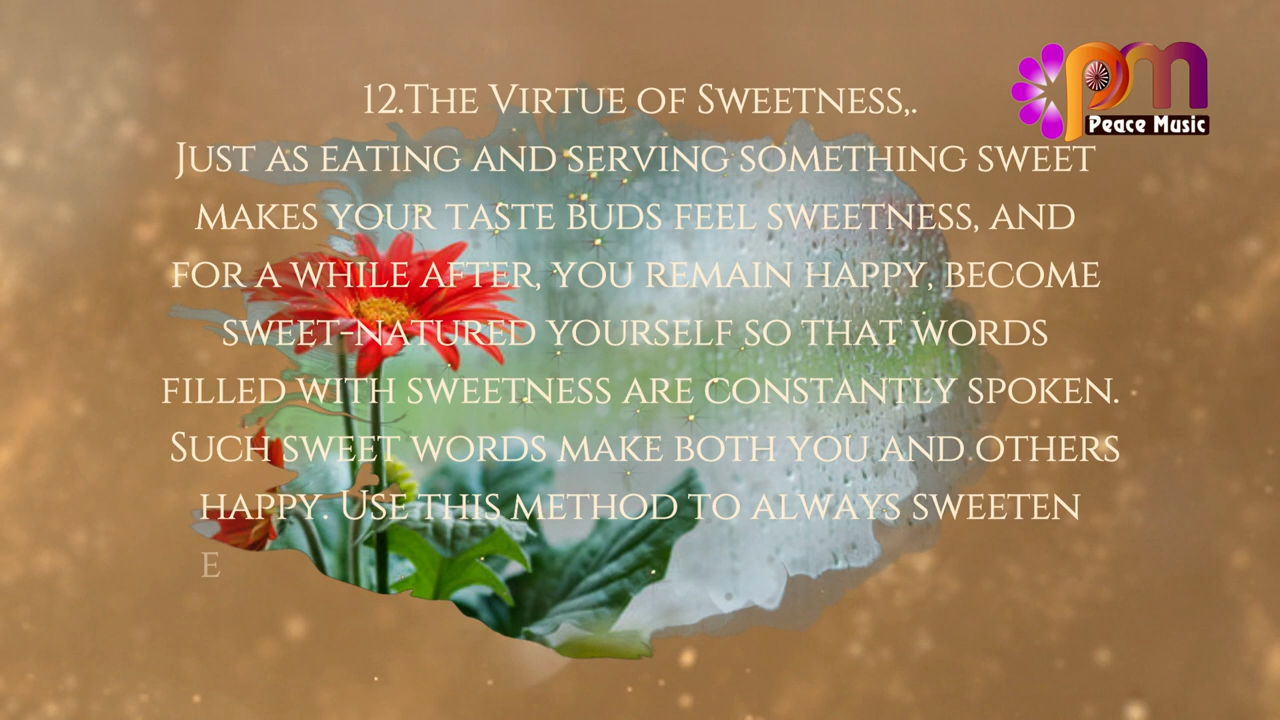 12.The Virtue of Sweetness,.
Just as eating and serving something sweet
makes your taste buds feel sweetness, and
for a while after, you remain happy, become
sweet-natured yourself so that words
filled with sweetness are constantly spoken.
Such sweet words make both you and others
happy. Use this method to always sweeten
e
pm
Peace Music